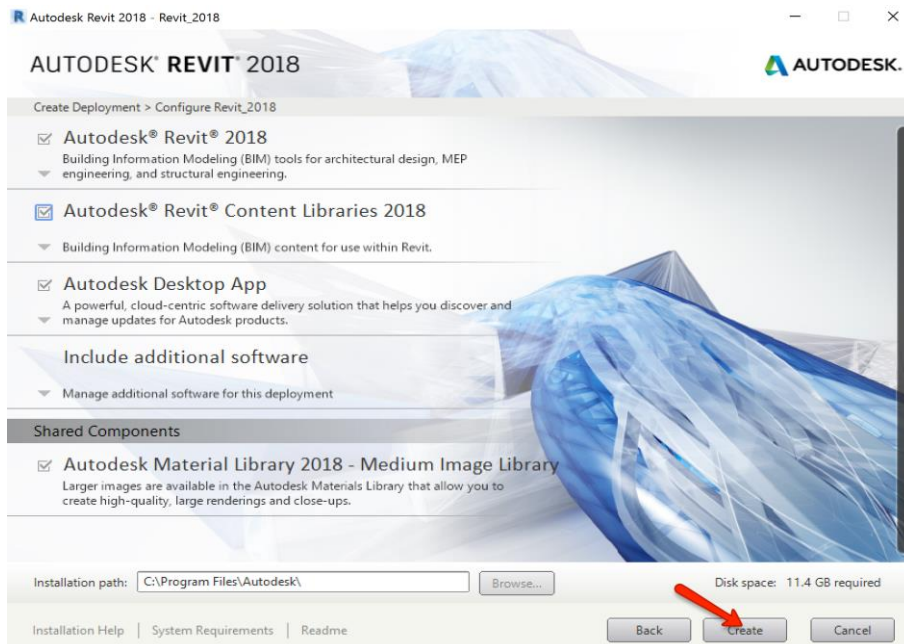 Autodesk Revit 2018 - Revit_2018
AUTODESK® REVIT® 2018
AUTODESK.
Create Deployment > Configure Revit_2018
Autodesk® Revit® 2018
Building Information Modeling (BIM) tools for architectural design, MEP
engineering, and structural engineering.
Autodesk® Revit® Content Libraries 2018
Building Information Modeling (BIM) content for use within Revit.
Autodesk Desktop App
A powerful, cloud-centric software delivery solution that helps you discover and
manage updates for Autodesk products.
Include additional software
Manage additional software for this deployment
Shared Components
Autodesk Material Library 2018 - Medium Image Library
Larger images are available in the Autodesk Materials Library that allow you to
create high-quality, large renderings and close-ups.
Installation path: C:\Program Files\Autodesk\ Browse... Disk space: 11.4 GB required
Installation Help | System Requirements | Readme Back Create Cancel